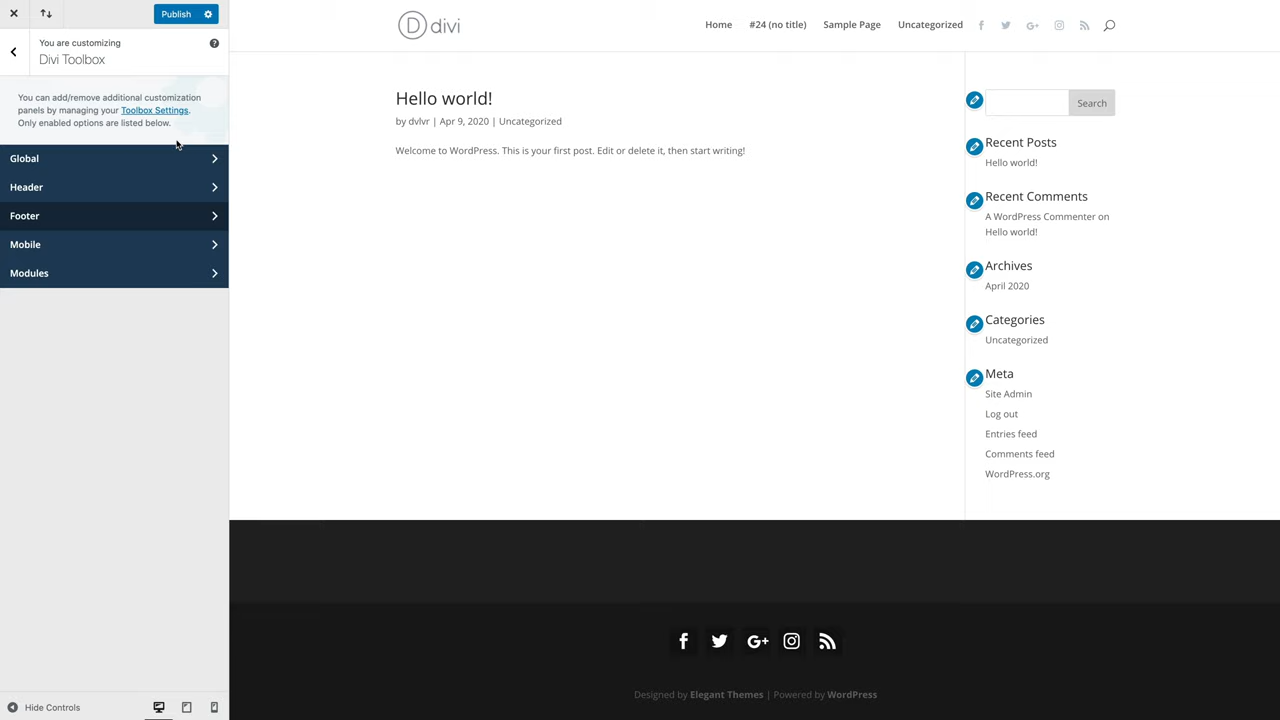 Publish
You are customizing
Divi Toolbox
You can add/remove additional customization
panels by managing your Toolbox Settings.
Only enabled options are listed below.
Global
Header
Footer
Mobile
Modules
Hide Controls
D divi
Home #24 (no title) Sample Page Uncategorized
Hello world!
by dvlvr | Apr 9, 2020 | Uncategorized
Welcome to WordPress. This is your first post. Edit or delete it, then start writing!
Search
Recent Posts
Hello world!
Recent Comments
A WordPress Commenter on
Hello world!
Archives
April 2020
Categories
Uncategorized
Meta
Site Admin
Log out
Entries feed
Comments feed
WordPress.org
Designed by Elegant Themes | Powered by WordPress